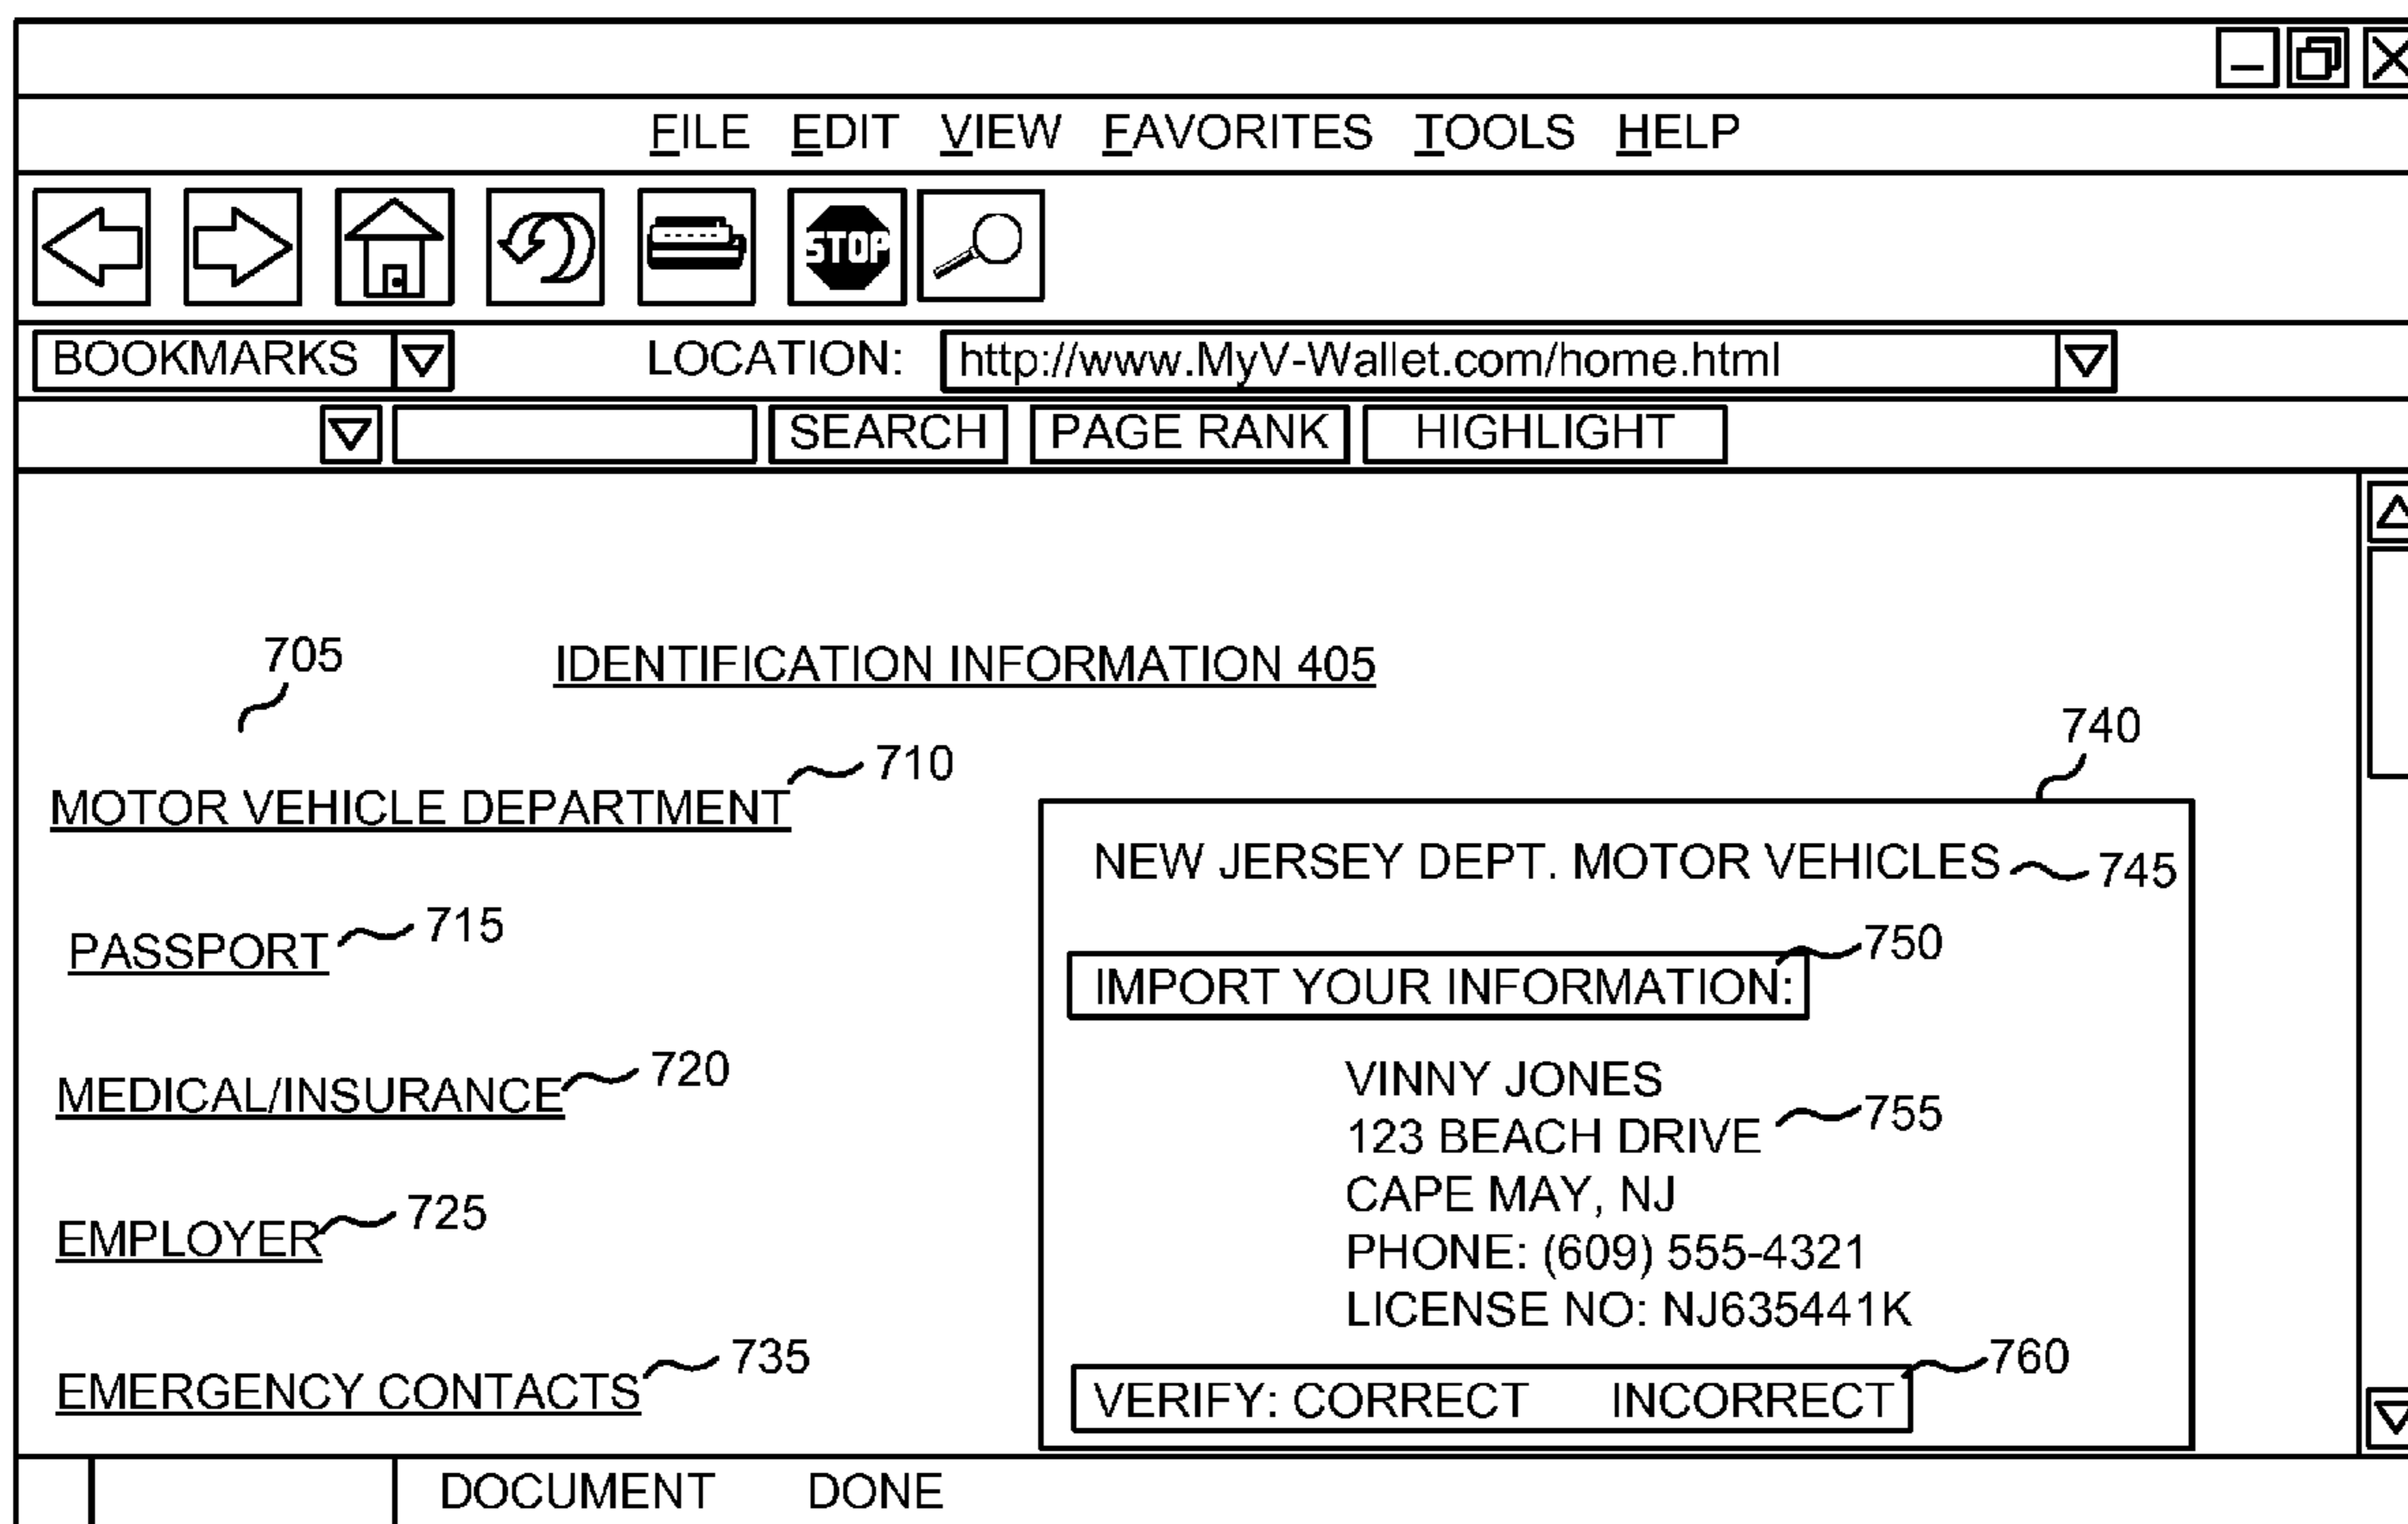 FILE EDIT VIEW FAVORITES TOOLS HELP
STOP
BOOKMARKS LOCATION: http://www.MyV-Wallet.com/home.html
SEARCH PAGE RANK HIGHLIGHT
705
IDENTIFICATION INFORMATION 405
MOTOR VEHICLE DEPARTMENT 710
PASSPORT 715
MEDICAL/INSURANCE 720
EMPLOYER 725
EMERGENCY CONTACTS 735
740
NEW JERSEY DEPT. MOTOR VEHICLES 745
IMPORT YOUR INFORMATION: 750
VINNY JONES
123 BEACH DRIVE 755
CAPE MAY, NJ
PHONE: (609) 555-4321
LICENSE NO: NJ635441K
VERIFY: CORRECT INCORRECT 760
DOCUMENT DONE